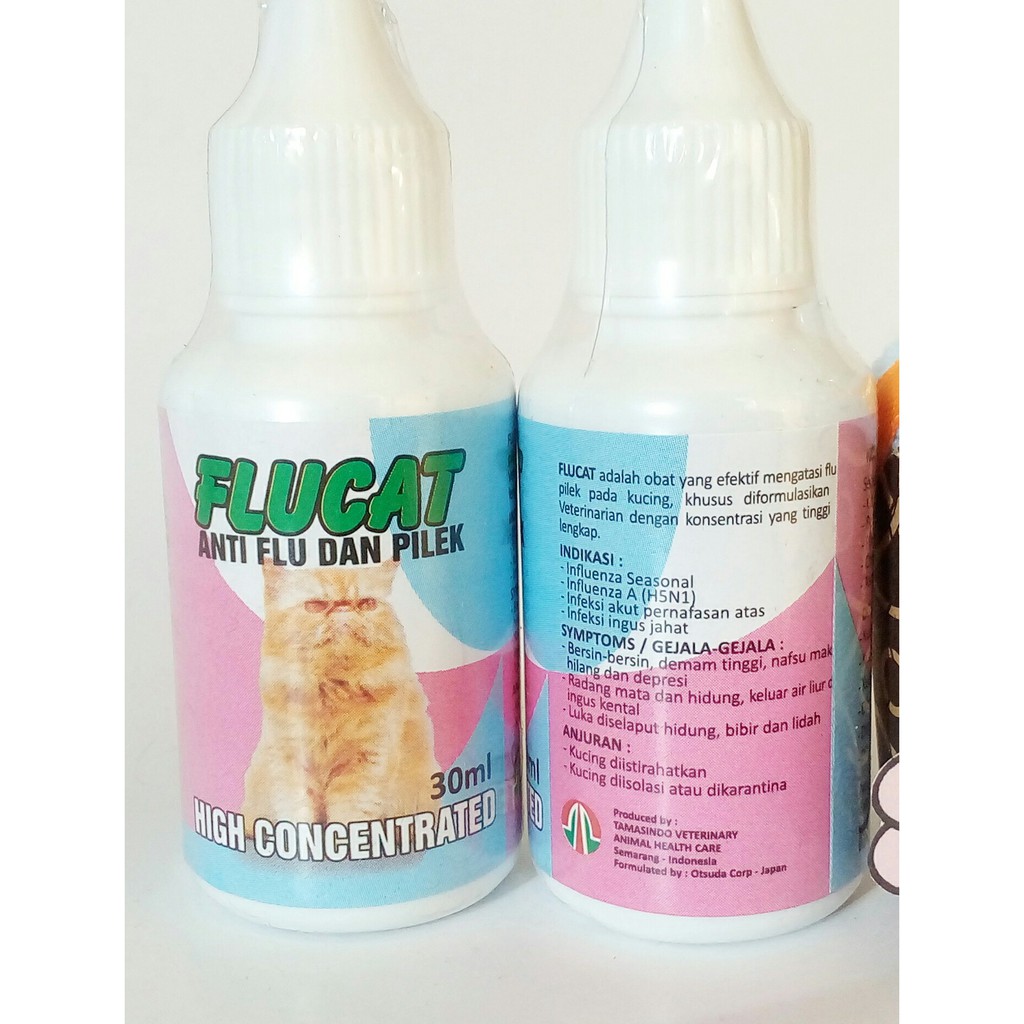 FLUCAT
ANTI FLU DAN PILEK
30ml
HIGH CONCENTRATED
FLUCAT adalah obat yang efektif mengatasi flu
pilek pada kucing, khusus diformulasikan
Veterinarian dengan konsentrasi yang tinggi
lengkap.
INDIKASI :
- Influenza Seasonal
- Influenza A (H5N1)
- Infeksi akut pernafasan atas
- Infeksi ingus jahat
SYMPTOMS / GEJALA-GEJALA :
- Bersin-bersin, demam tinggi, nafsu mak
hilang dan depresi
- Radang mata dan hidung, keluar air liur d
ingus kental
- Luka diselaput hidung, bibir dan lidah
ANJURAN :
- Kucing diistirahatkan
- Kucing diisolasi atau dikarantina
Produced by :
TAMASINDO VETERINARY
ANIMAL HEALTH CARE
Semarang - Indonesia
Formulated by : Otsuda Corp - Japan
ml
ED